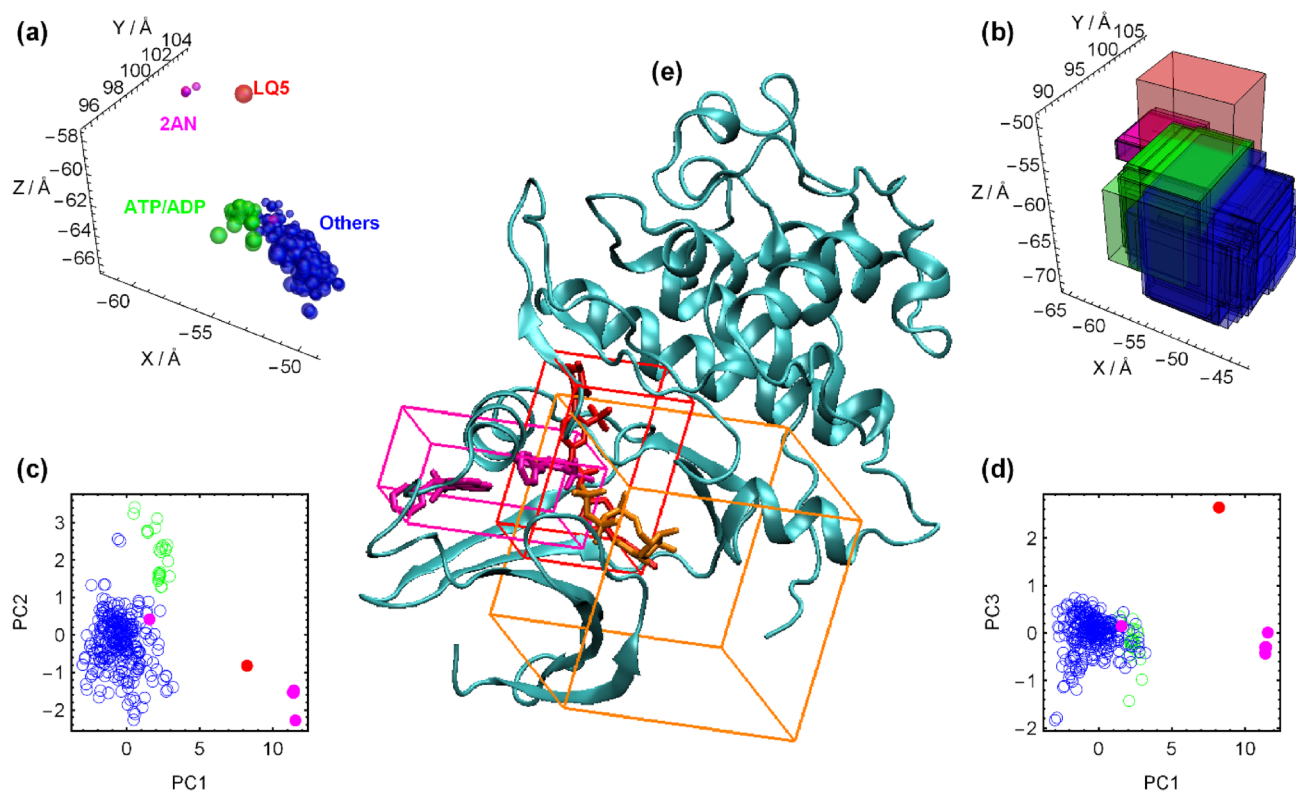 (a)
Y / Å
104
102
100
98
96
LQ5
2AN
−58
−60
Z / Å
−62
−64
−66
ATP/ADP
Others
−60
−55
−50
X / Å
(e)
(b)
Y / Å
105
100
95
90
−50
−55
Z / Å
−60
−65
−70
−65
−60
−55
−50
−45
X / Å
(c)
3
2
1
0
−1
−2
PC2
0
5
10
PC1
(d)
3
2
1
0
−1
−2
PC3
0
5
10
PC1